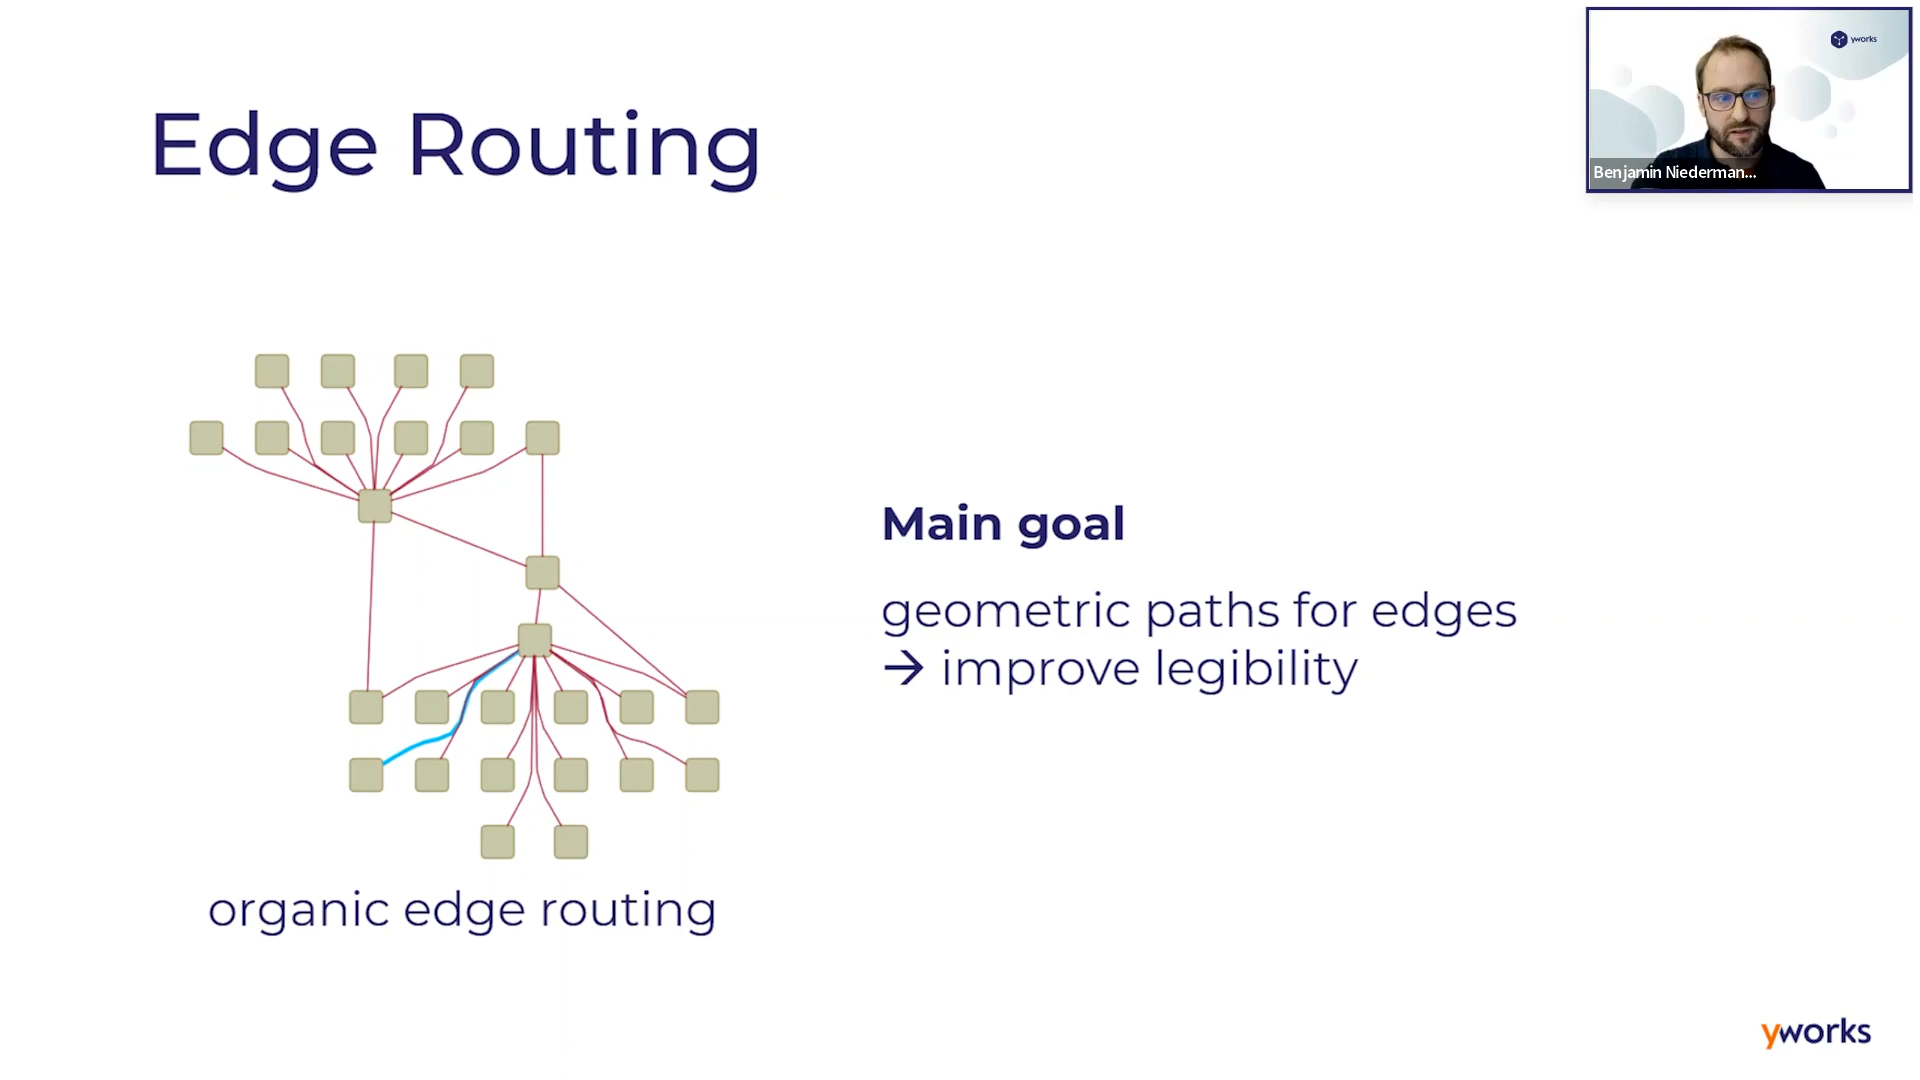 yworks
Benjamin Niederman...
Edge Routing
Main goal
geometric paths for edges
→ improve legibility
organic edge routing
yworks